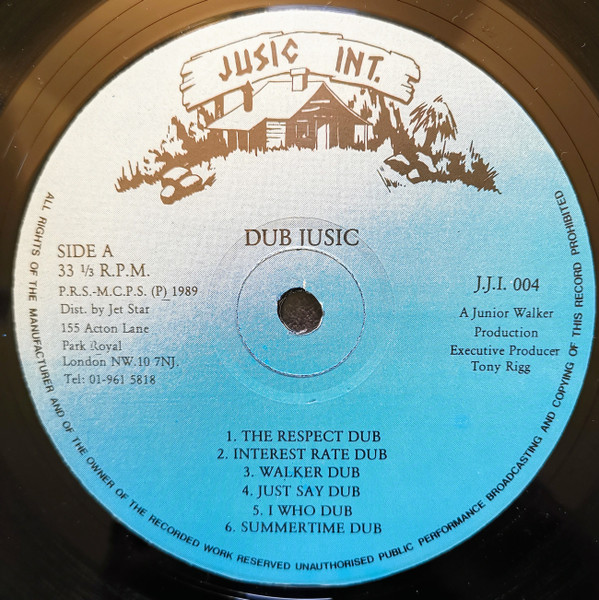 JUSIC INT.
DUB JUSIC
SIDE A
33 ⅓ R.P.M.
P.R.S.-M.C.P.S. (P) 1989
Dist. by Jet Star
155 Acton Lane
Park Royal
London NW.10 7NJ.
Tel: 01-961 5818
J.J.I. 004
A Junior Walker
Production
Executive Producer
Tony Rigg
1. THE RESPECT DUB
2. INTEREST RATE DUB
3. WALKER DUB
4. JUST SAY DUB
5. I WHO DUB
6. SUMMERTIME DUB
ALL RIGHTS OF THE MANUFACTURER AND OF THE OWNER OF THE RECORDED WORK RESERVED UNAUTHORISED PUBLIC PERFORMANCE BROADCASTING AND COPYING OF THIS RECORD PROHIBITED